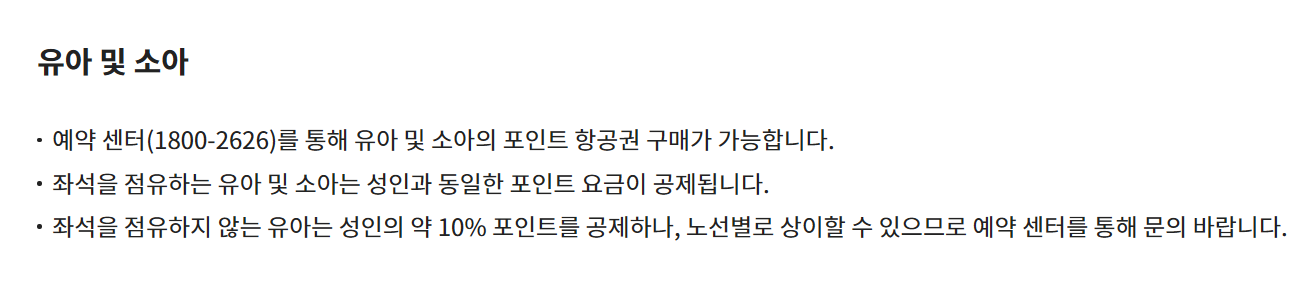 유아 및 소아
· 예약 센터(1800-2626)를 통해 유아 및 소아의 포인트 항공권 구매가 가능합니다.
· 좌석을 점유하는 유아 및 소아는 성인과 동일한 포인트 요금이 공제됩니다.
· 좌석을 점유하지 않는 유아는 성인의 약 10% 포인트를 공제하나, 노선별로 상이할 수 있으므로 예약 센터를 통해 문의 바랍니다.